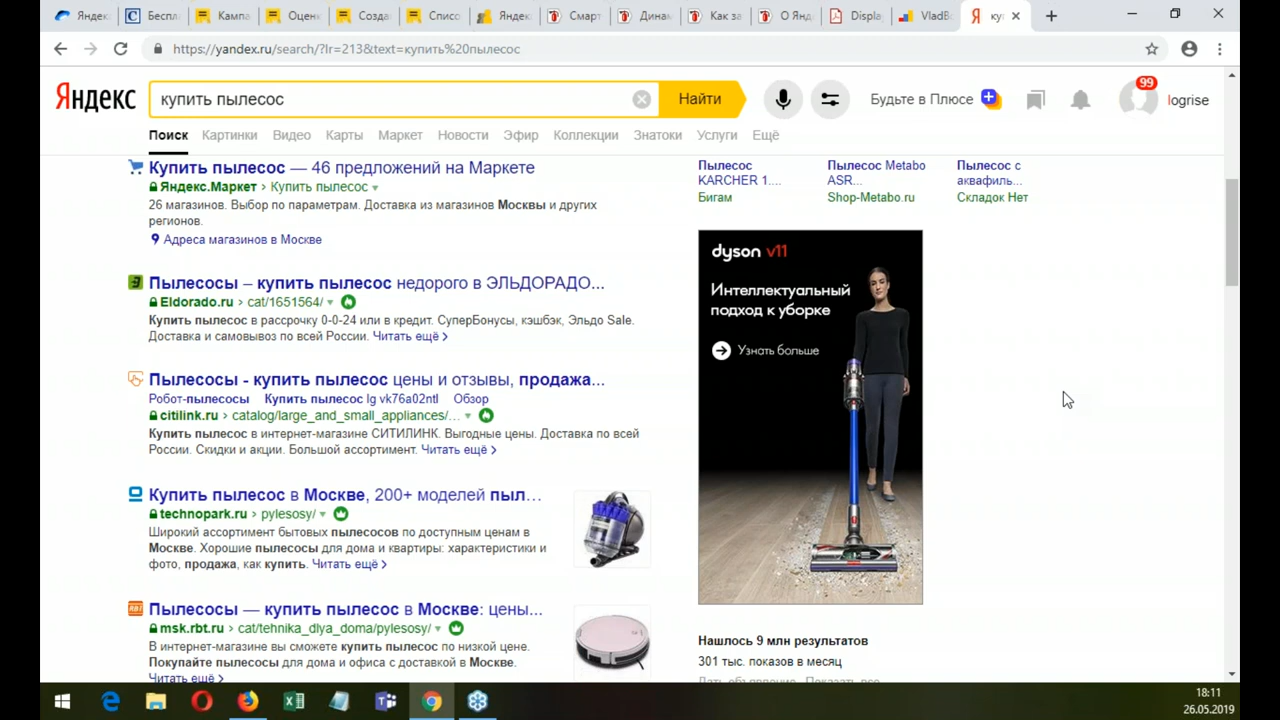 Яндек
Беспл
Кампа
Оцен
Созда
Списо
Яндек
Смарт
Динам
Как за
О Янд
Displa
VladB
ку
https://yandex.ru/search/?lr=213&text=купить%20пылесос
Яндекс
купить пылесос
Найти
Будьте в Плюсе
99
logrise
Поиск Картинки Видео Карты Маркет Новости Эфир Коллекции Знатоки Услуги Ещё
Купить пылесос — 46 предложений на Маркете
Яндекс.Маркет › Купить пылесос
26 магазинов. Выбор по параметрам. Доставка из магазинов Москвы и других
регионов.
Адреса магазинов в Москве
Пылесосы – купить пылесос недорого в ЭЛЬДОРАДО...
Eldorado.ru › cat/1651564/
Купить пылесос в рассрочку 0-0-24 или в кредит. СуперБонусы, кэшбэк, Эльдо Sale.
Доставка и самовывоз по всей России. Читать ещё >
Пылесосы - купить пылесос цены и отзывы, продажа...
Робот-пылесосы Купить пылесос lg vk76a02ntl Обзор
citilink.ru › catalog/large_and_small_appliances/...
Купить пылесос в интернет-магазине СИТИЛИНК. Выгодные цены. Доставка по всей
России. Скидки и акции. Большой ассортимент. Читать ещё >
Купить пылесос в Москве, 200+ моделей пыл...
technopark.ru › pylesosy/
Широкий ассортимент бытовых пылесосов по доступным ценам в
Москве. Хорошие пылесосы для дома и квартиры: характеристики и
фото, продажа, как купить. Читать ещё >
RBT
Пылесосы — купить пылесос в Москве: цены...
msk.rbt.ru › cat/tehnika_dlya_doma/pylesosy/
В интернет-магазине вы сможете купить пылесос по низкой цене.
Покупайте пылесосы для дома и офиса с доставкой в Москве.
Читать ещё >
Пылесос
KARCHER 1....
Бигам
Пылесос Metabo
ASR...
Shop-Metabo.ru
Пылесос с
аквафиль...
Складок Нет
dyson v11
Интеллектуальный
подход к уборке
Узнать больше
Нашлось 9 млн результатов
301 тыс. показов в месяц
Дать объявление Показать все
18:11
26.05.2019